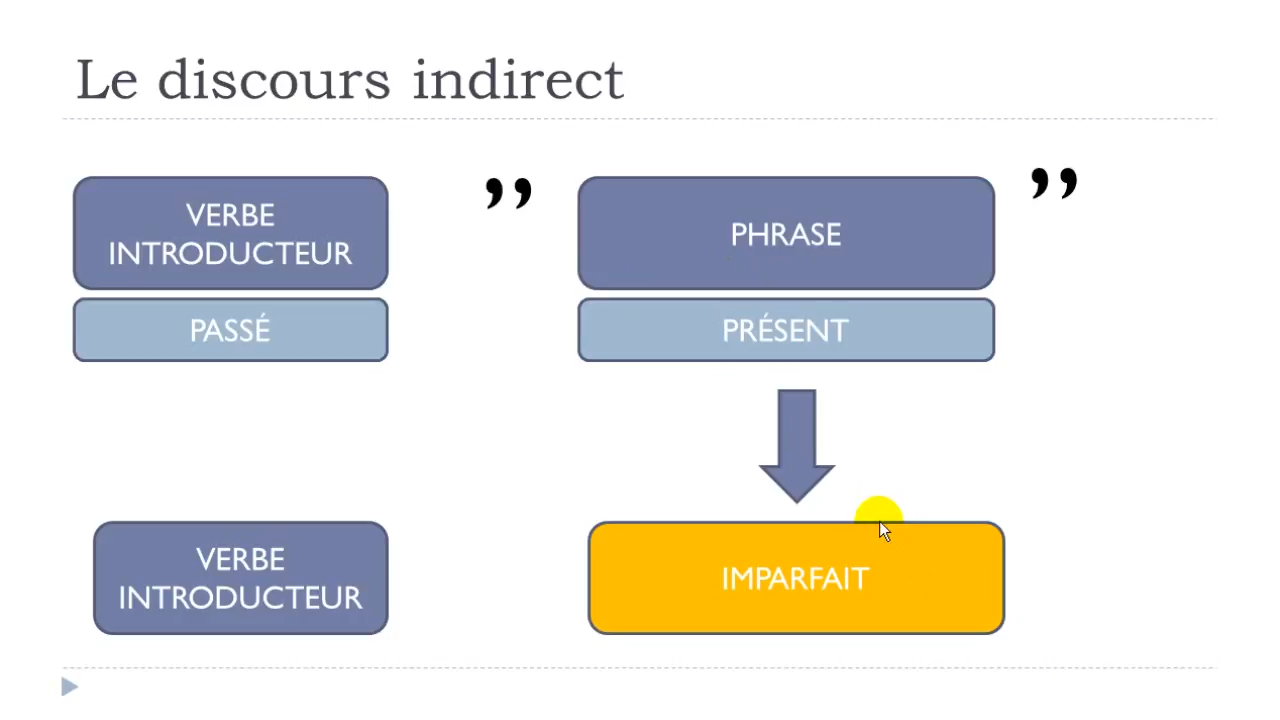 Le discours indirect
VERBE
INTRODUCTEUR
” PHRASE ”
PASSÉ
PRÉSENT
VERBE
INTRODUCTEUR
IMPARFAIT